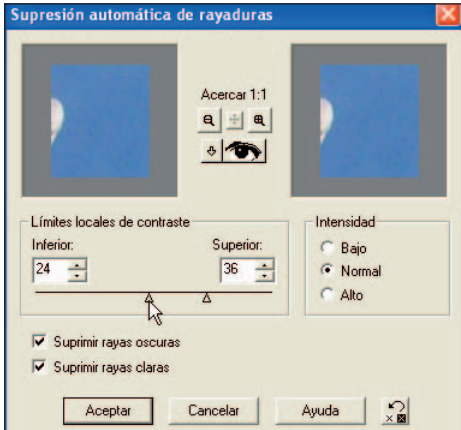 Supresión automática de rayaduras
Acercar 1:1
Límites locales de contraste
Inferior:
Superior:
24
36
Intensidad
Bajo
Normal
Alto
Suprimir rayas oscuras
Suprimir rayas claras
Aceptar
Cancelar
Ayuda